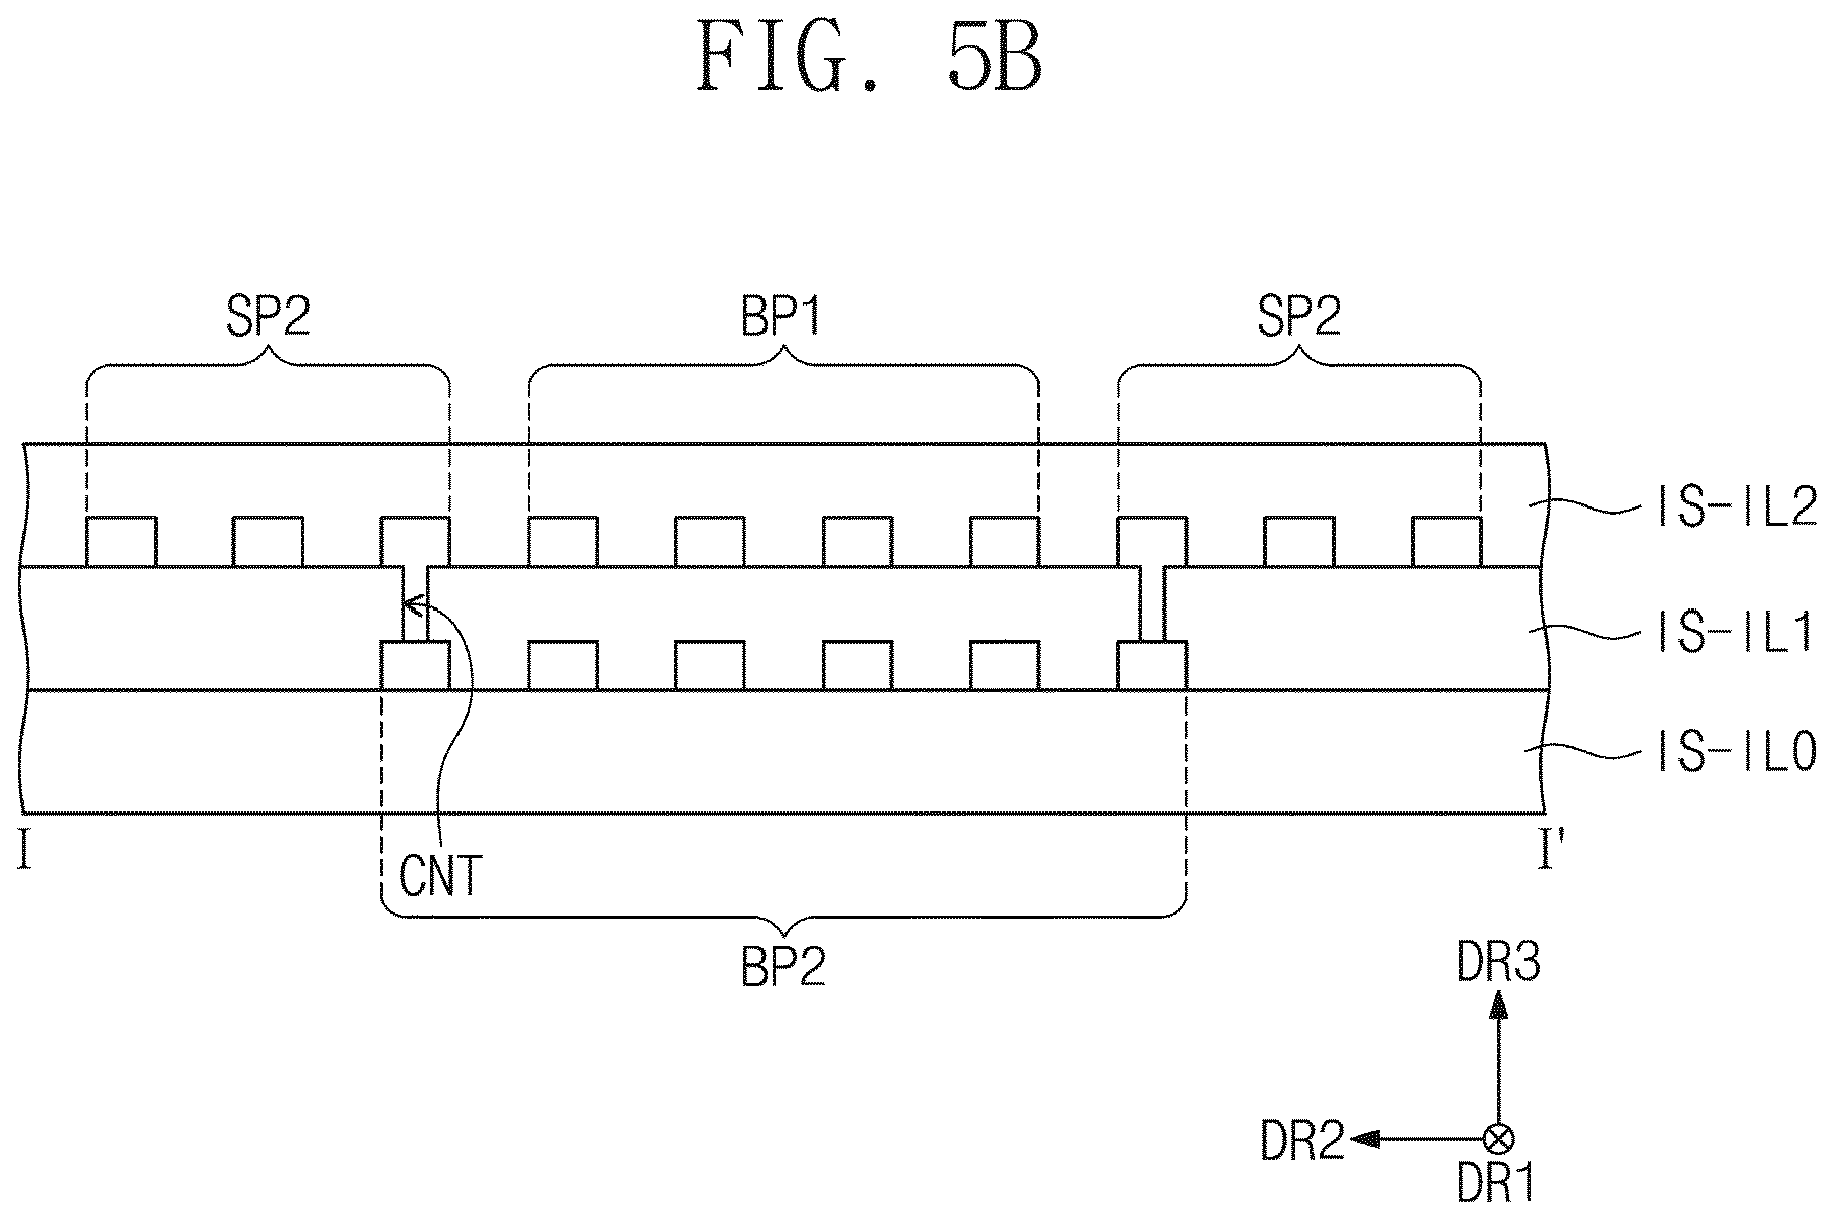 FIG. 5B
SP2 BP1 SP2
IS-IL2
IS-IL1
IS-IL0
I I'
CNT
BP2
DR3
DR2
DR1